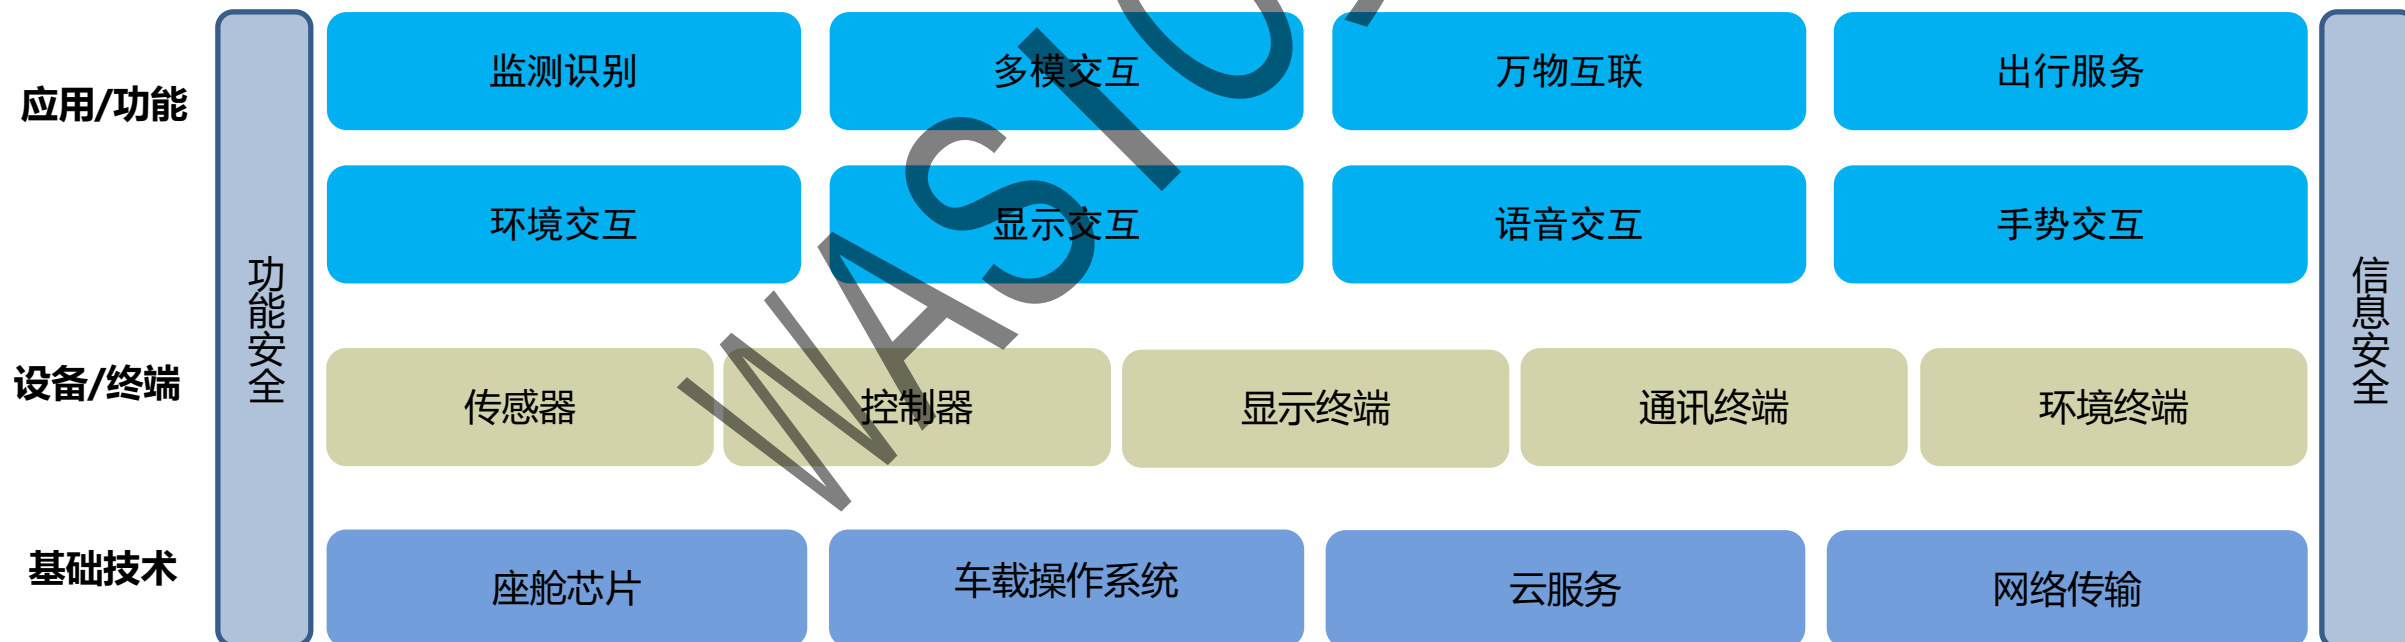 应用/功能
监测识别
多模交互
万物互联
出行服务
环境交互
显示交互
语音交互
手势交互
功能安全
信息安全
设备/终端
传感器
控制器
显示终端
通讯终端
环境终端
基础技术
座舱芯片
车载操作系统
云服务
网络传输